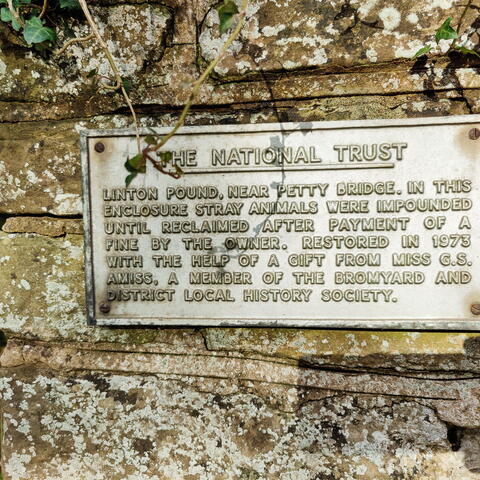 THE NATIONAL TRUST
LINTON POUND, NEAR PETTY BRIDGE. IN THIS
ENCLOSURE STRAY ANIMALS WERE IMPOUNDED
UNTIL RECLAIMED AFTER PAYMENT OF A
FINE BY THE OWNER. RESTORED IN 1973
WITH THE HELP OF A GIFT FROM MISS G.S.
AMISS, A MEMBER OF THE BROMYARD AND
DISTRICT LOCAL HISTORY SOCIETY.